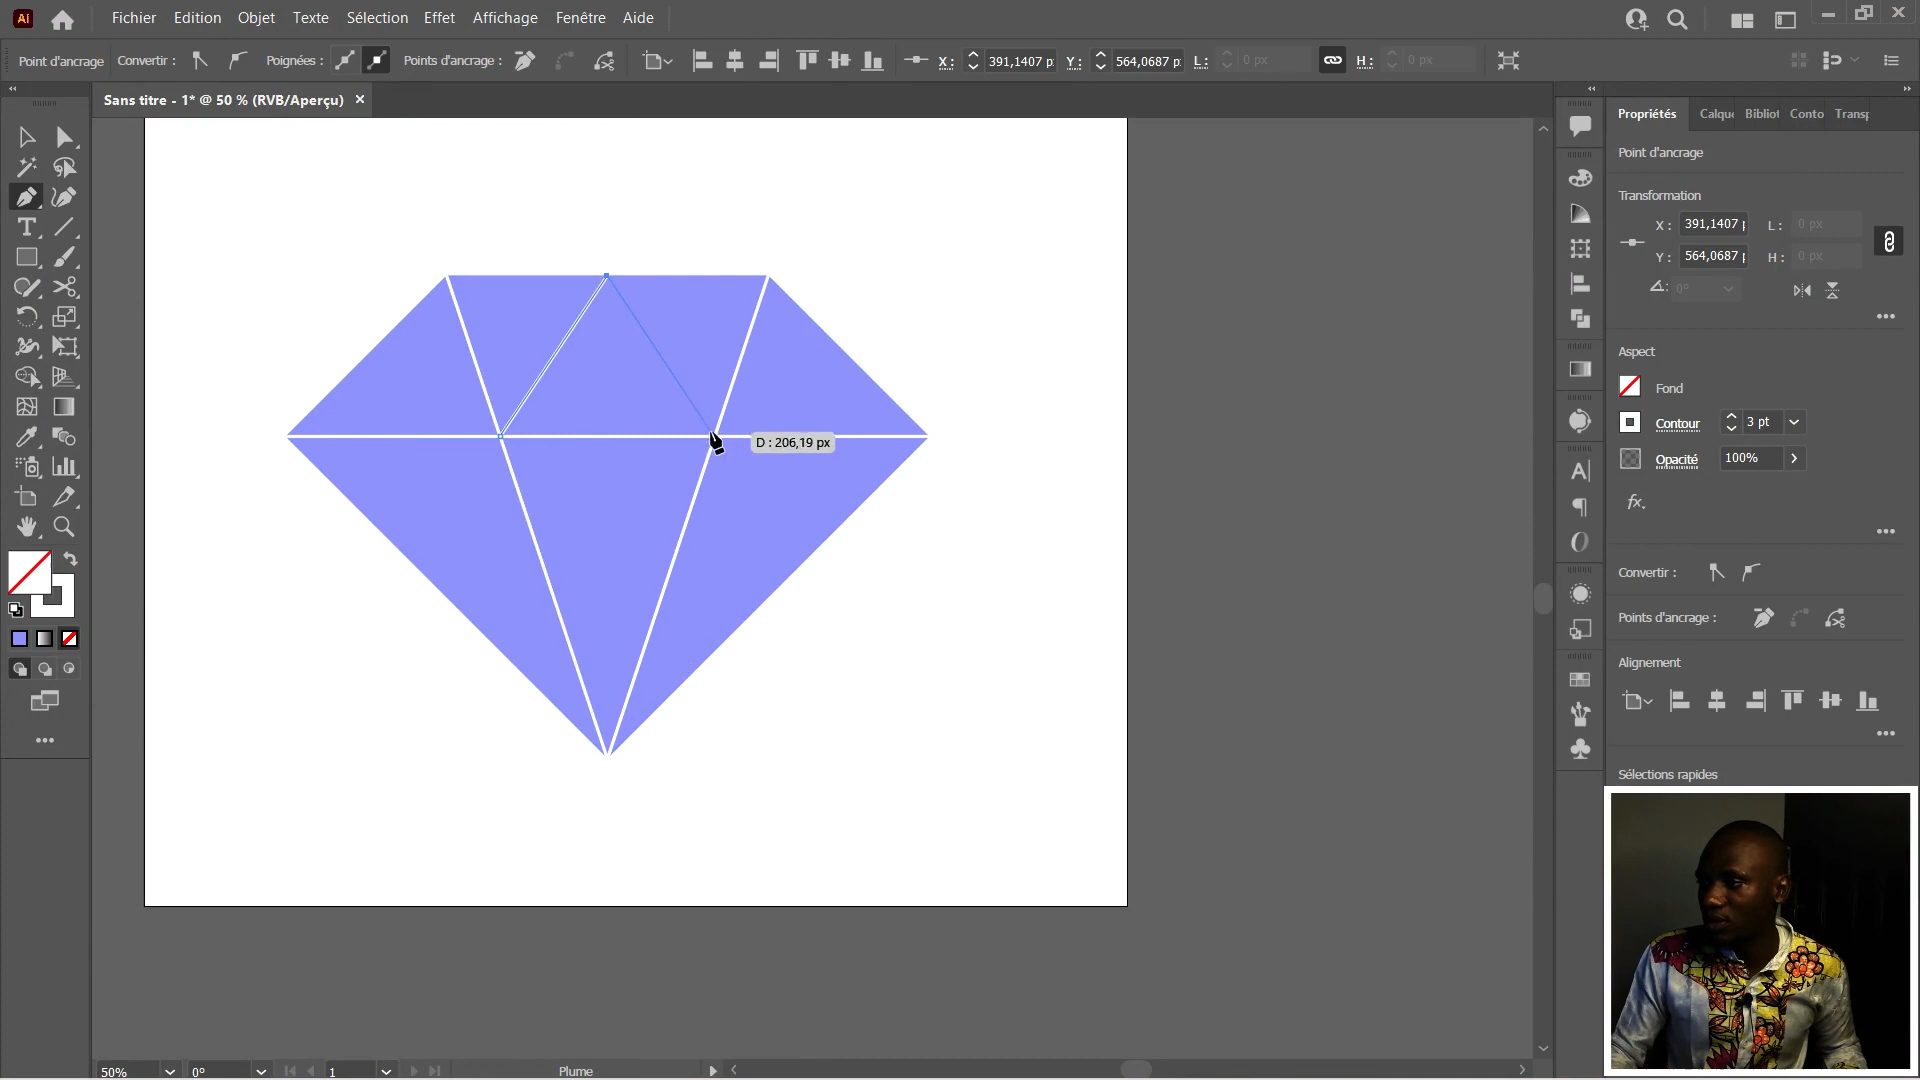 Ai Fichier Edition Objet Texte Sélection Effet Affichage Fenêtre Aide
Point d'ancrage Convertir : Poignées : Points d'ancrage : X : 391,1407 p Y : 564,0687 p L : 0 px H : 0 px
Sans titre - 1* @ 50 % (RVB/Aperçu) ×
Propriétés Calque Bibliot Conto Transp
Point d'ancrage
Transformation
X : 391,1407 L : 0 px
Y : 564,0687 H : 0 px
0°
Aspect
Fond
Contour 3 pt
Opacité 100%
fx.
Convertir :
Points d'ancrage :
Alignement
Sélections rapides
D : 206,19 px
50% 0° 1 Plume